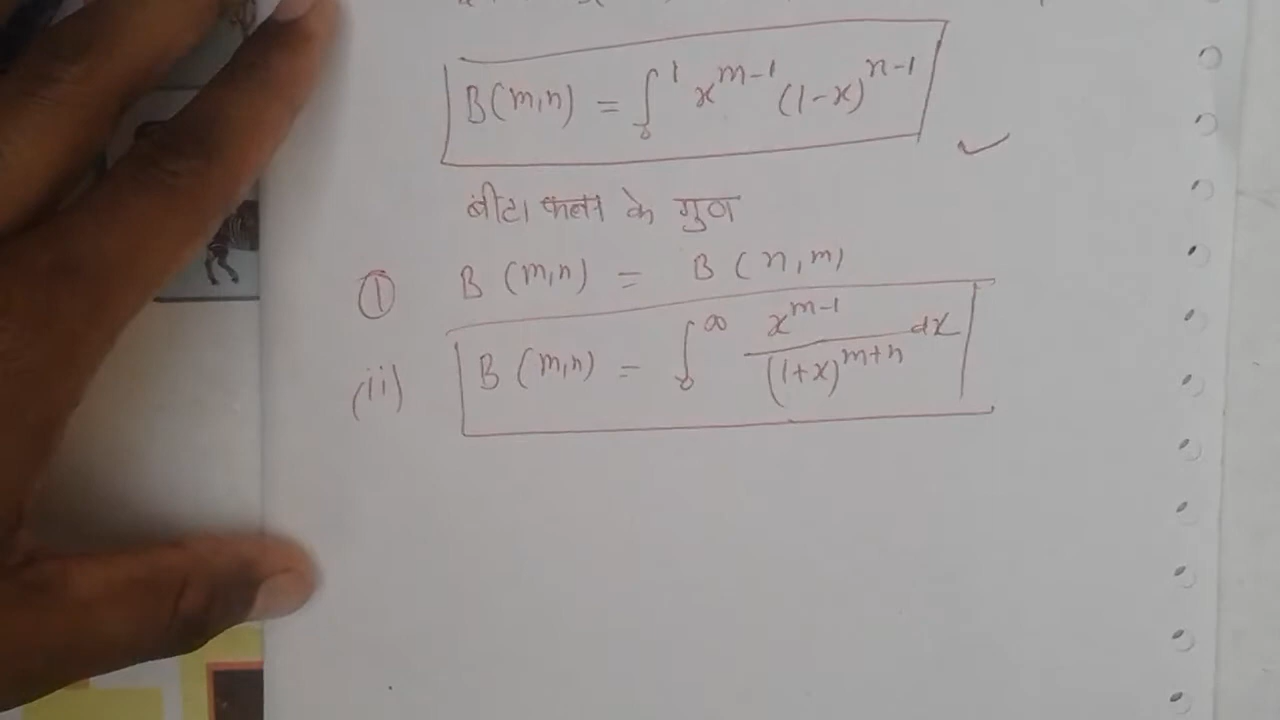 B(m,n) = ∫₀¹ x^{m-1} (1-x)^{n-1}
बीटा फलन के गुण
① B (m,n) = B (n,m)
(ii) B (m,n) = ∫₀^∞ x^{m-1}/(1+x)^{m+n} dx